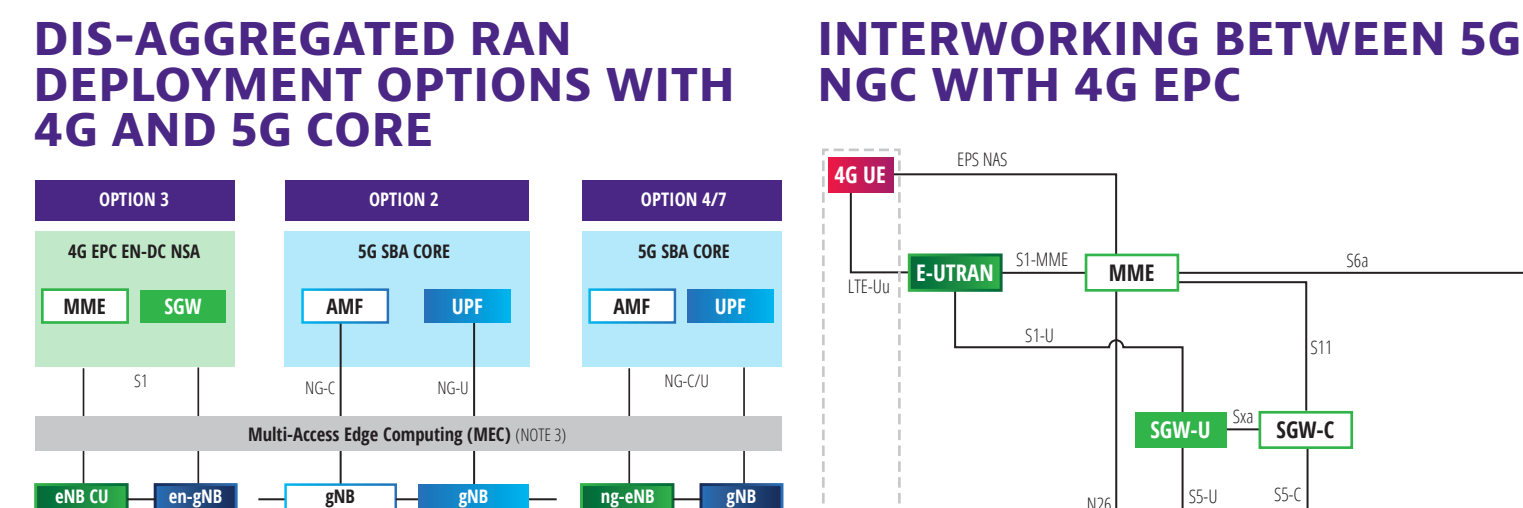 DIS-AGGREGATED RAN
DEPLOYMENT OPTIONS WITH
4G AND 5G CORE
OPTION 3
OPTION 2
OPTION 4/7
4G EPC EN-DC NSA
5G SBA CORE
5G SBA CORE
MME
SGW
AMF
UPF
AMF
UPF
S1
NG-C
NG-U
NG-C/U
Multi-Access Edge Computing (MEC) (NOTE 3)
eNB CU
en-gNB
gNB
gNB
ng-eNB
gNB
INTERWORKING BETWEEN 5G
NGC WITH 4G EPC
4G UE
EPS NAS
E-UTRAN
S1-MME
MME
S6a
LTE-Uu
S1-U
S11
SGW-U
Sxa
SGW-C
N26
S5-U
S5-C